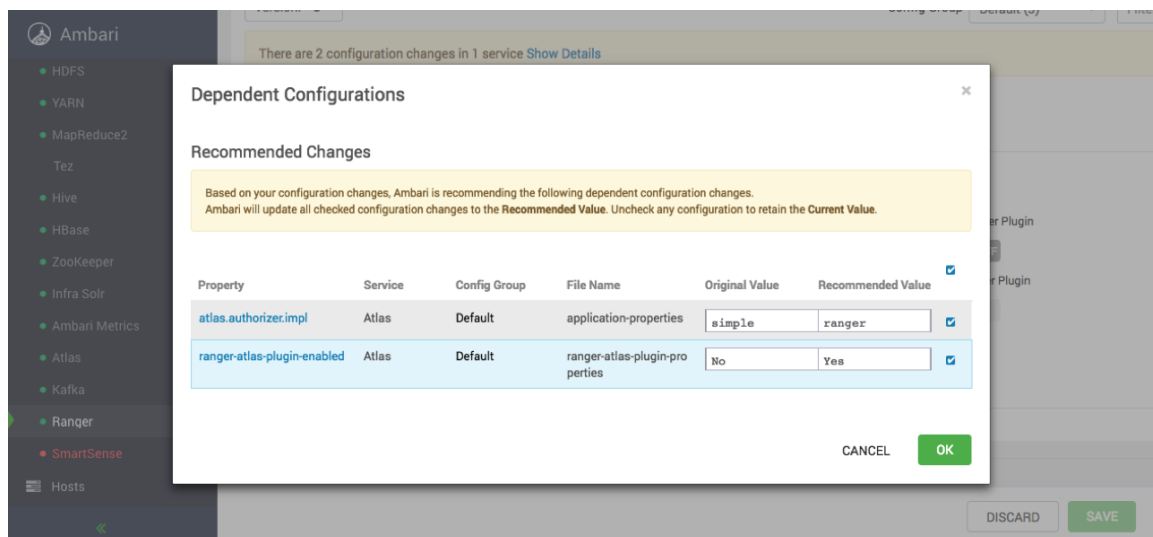 Ambari
There are 2 configuration changes in 1 service Show Details
HDFS
YARN
MapReduce2
Tez
Hive
HBase
ZooKeeper
Infra Solr
Ambari Metrics
Atlas
Kafka
Ranger
SmartSense
Hosts
«
Dependent Configurations
×
Recommended Changes
Based on your configuration changes, Ambari is recommending the following dependent configuration changes.
Ambari will update all checked configuration changes to the Recommended Value. Uncheck any configuration to retain the Current Value.
Property Service Config Group File Name Original Value Recommended Value
atlas.authorizer.impl Atlas Default application-properties simple ranger
ranger-atlas-plugin-enabled Atlas Default ranger-atlas-plugin-pro
perties No Yes
CANCEL OK
er Plugin
r Plugin
DISCARD SAVE